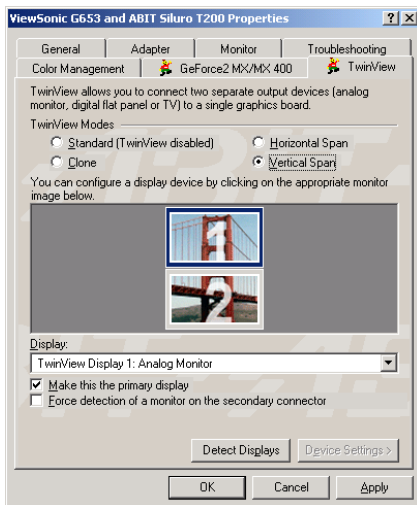 ViewSonic G653 and ABIT Siluro T200 Properties
General Adapter Monitor Troubleshooting
Color Management GeForce2 MX/MX 400 TwinView
TwinView allows you to connect two separate output devices (analog
monitor, digital flat panel or TV) to a single graphics board.
TwinView Modes
Standard (TwinView disabled) Horizontal Span
Clone Vertical Span
You can configure a display device by clicking on the appropriate monitor
image below.
1
2
Display:
TwinView Display 1: Analog Monitor
Make this the primary display
Force detection of a monitor on the secondary connector
Detect Displays Device Settings >
OK Cancel Apply